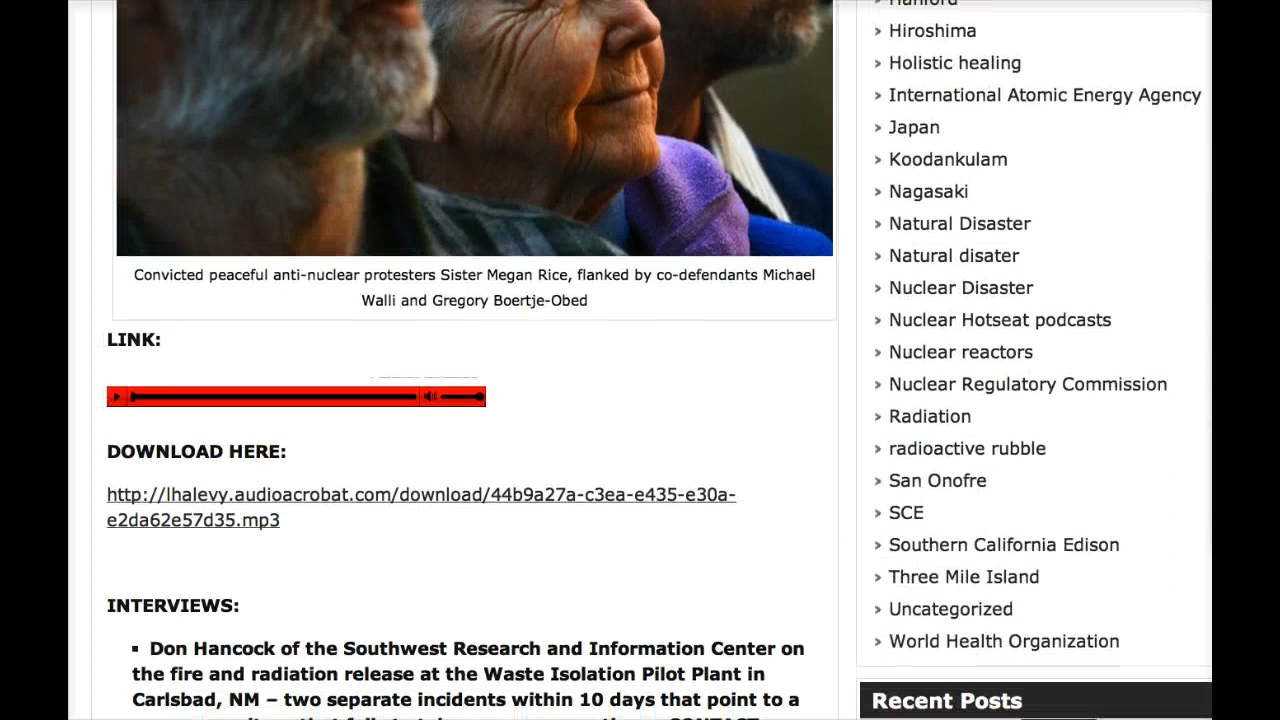 Convicted peaceful anti-nuclear protesters Sister Megan Rice, flanked by co-defendants Michael
Walli and Gregory Boertje-Obed
LINK:
DOWNLOAD HERE:
http://lhalevy.audioacrobat.com/download/44b9a27a-c3ea-e435-e30a-
e2da62e57d35.mp3
INTERVIEWS:
▪ Don Hancock of the Southwest Research and Information Center on
the fire and radiation release at the Waste Isolation Pilot Plant in
Carlsbad, NM – two separate incidents within 10 days that point to a
Hanford
› Hiroshima
› Holistic healing
› International Atomic Energy Agency
› Japan
› Koodankulam
› Nagasaki
› Natural Disaster
› Natural disater
› Nuclear Disaster
› Nuclear Hotseat podcasts
› Nuclear reactors
› Nuclear Regulatory Commission
› Radiation
› radioactive rubble
› San Onofre
› SCE
› Southern California Edison
› Three Mile Island
› Uncategorized
› World Health Organization
Recent Posts